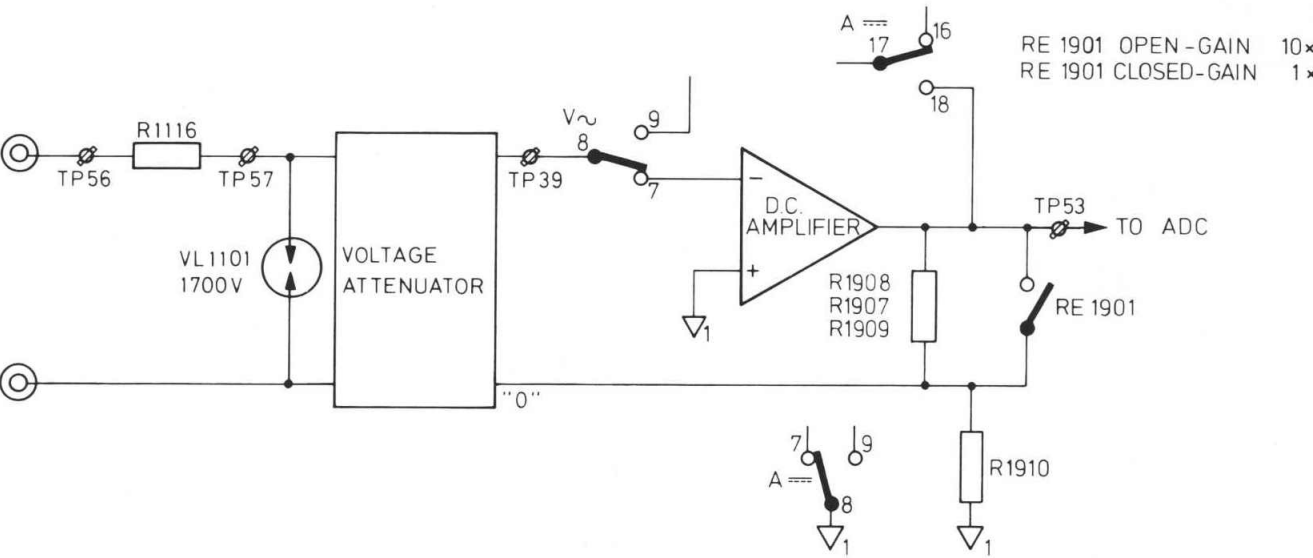 A ⎓
16
17
18
RE 1901 OPEN-GAIN 10×
RE 1901 CLOSED-GAIN 1×
R1116
TP56
TP57
V~
8
9
7
TP39
VL1101
1700V
VOLTAGE
ATTENUATOR
"0"
−
D.C.
AMPLIFIER
+
1
TP53
TO ADC
R1908
R1907
R1909
RE 1901
7
9
A ⎓
8
1
R1910
1